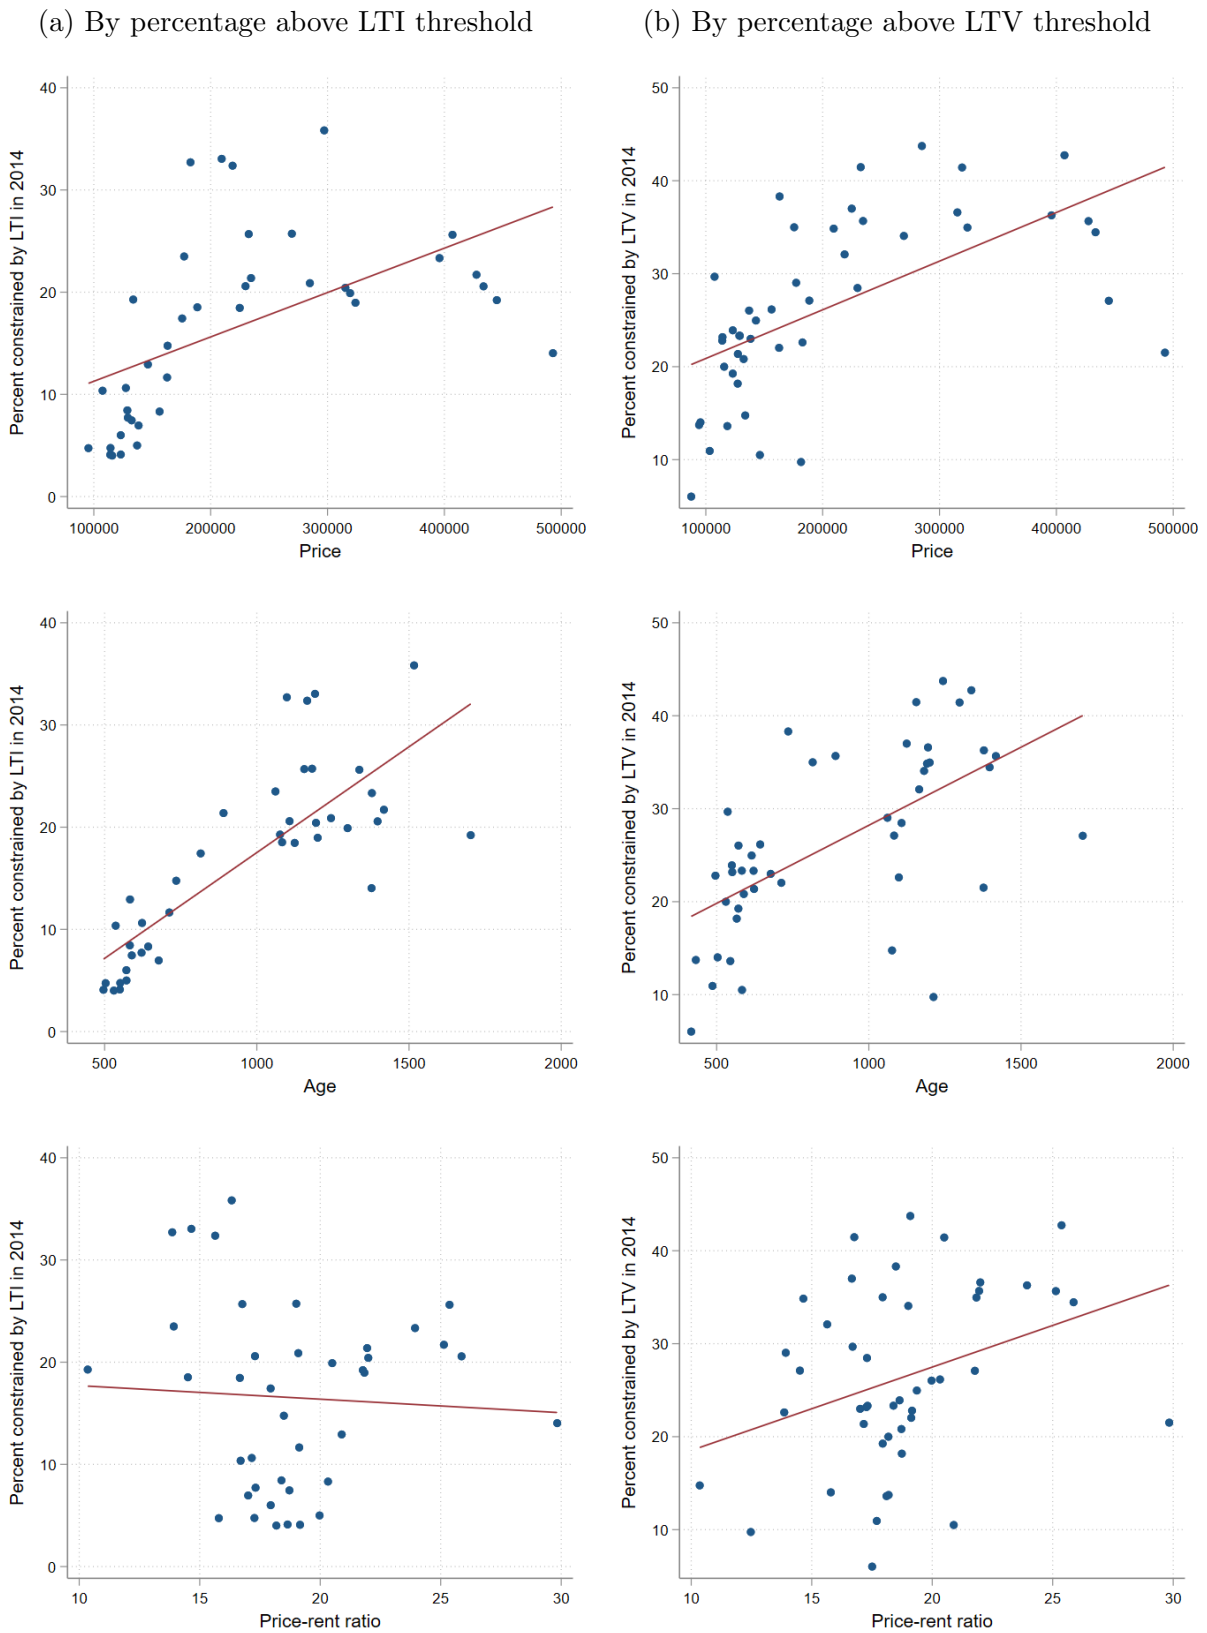 (a) By percentage above LTI threshold
(b) By percentage above LTV threshold
Percent constrained by LTI in 2014
40
30
20
10
0
100000 200000 300000 400000 500000
Price
Percent constrained by LTV in 2014
50
40
30
20
10
100000 200000 300000 400000 500000
Price
Percent constrained by LTI in 2014
40
30
20
10
0
500 1000 1500 2000
Age
Percent constrained by LTV in 2014
50
40
30
20
10
500 1000 1500 2000
Age
Percent constrained by LTI in 2014
40
30
20
10
0
10 15 20 25 30
Price-rent ratio
Percent constrained by LTV in 2014
50
40
30
20
10
10 15 20 25 30
Price-rent ratio